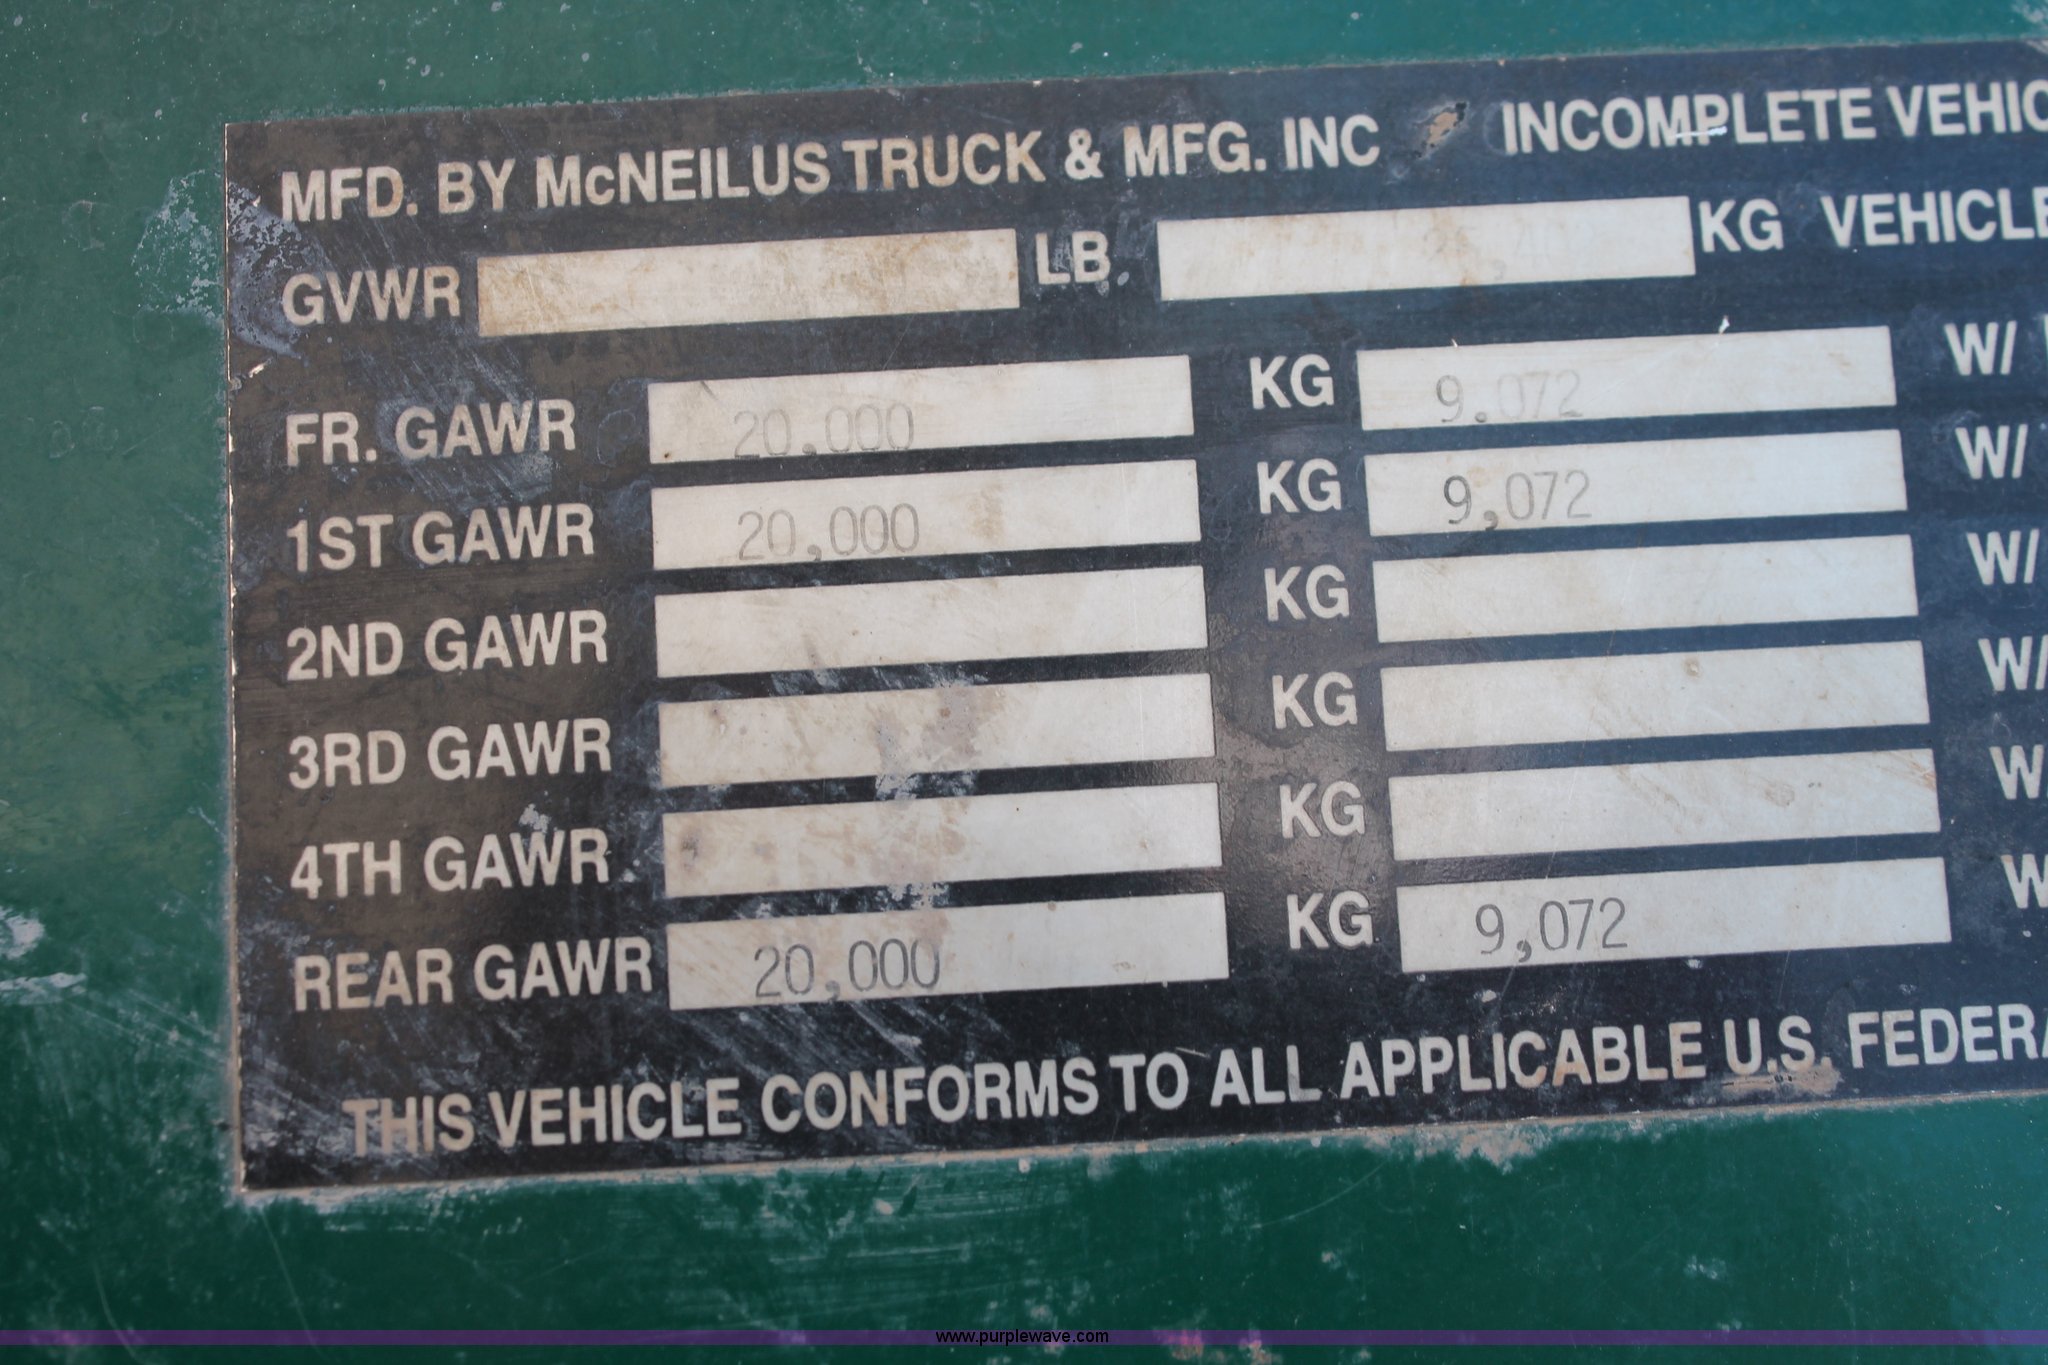 MFD. BY McNEILUS TRUCK & MFG. INC INCOMPLETE VEHIC
GVWR LB. KG VEHICLE
FR. GAWR 20,000 KG 9,072 W/
1ST GAWR 20,000 KG 9,072 W/
2ND GAWR KG W/
3RD GAWR KG W/
4TH GAWR KG W
REAR GAWR 20,000 KG 9,072 W
THIS VEHICLE CONFORMS TO ALL APPLICABLE U.S. FEDERA
www.purplewave.com